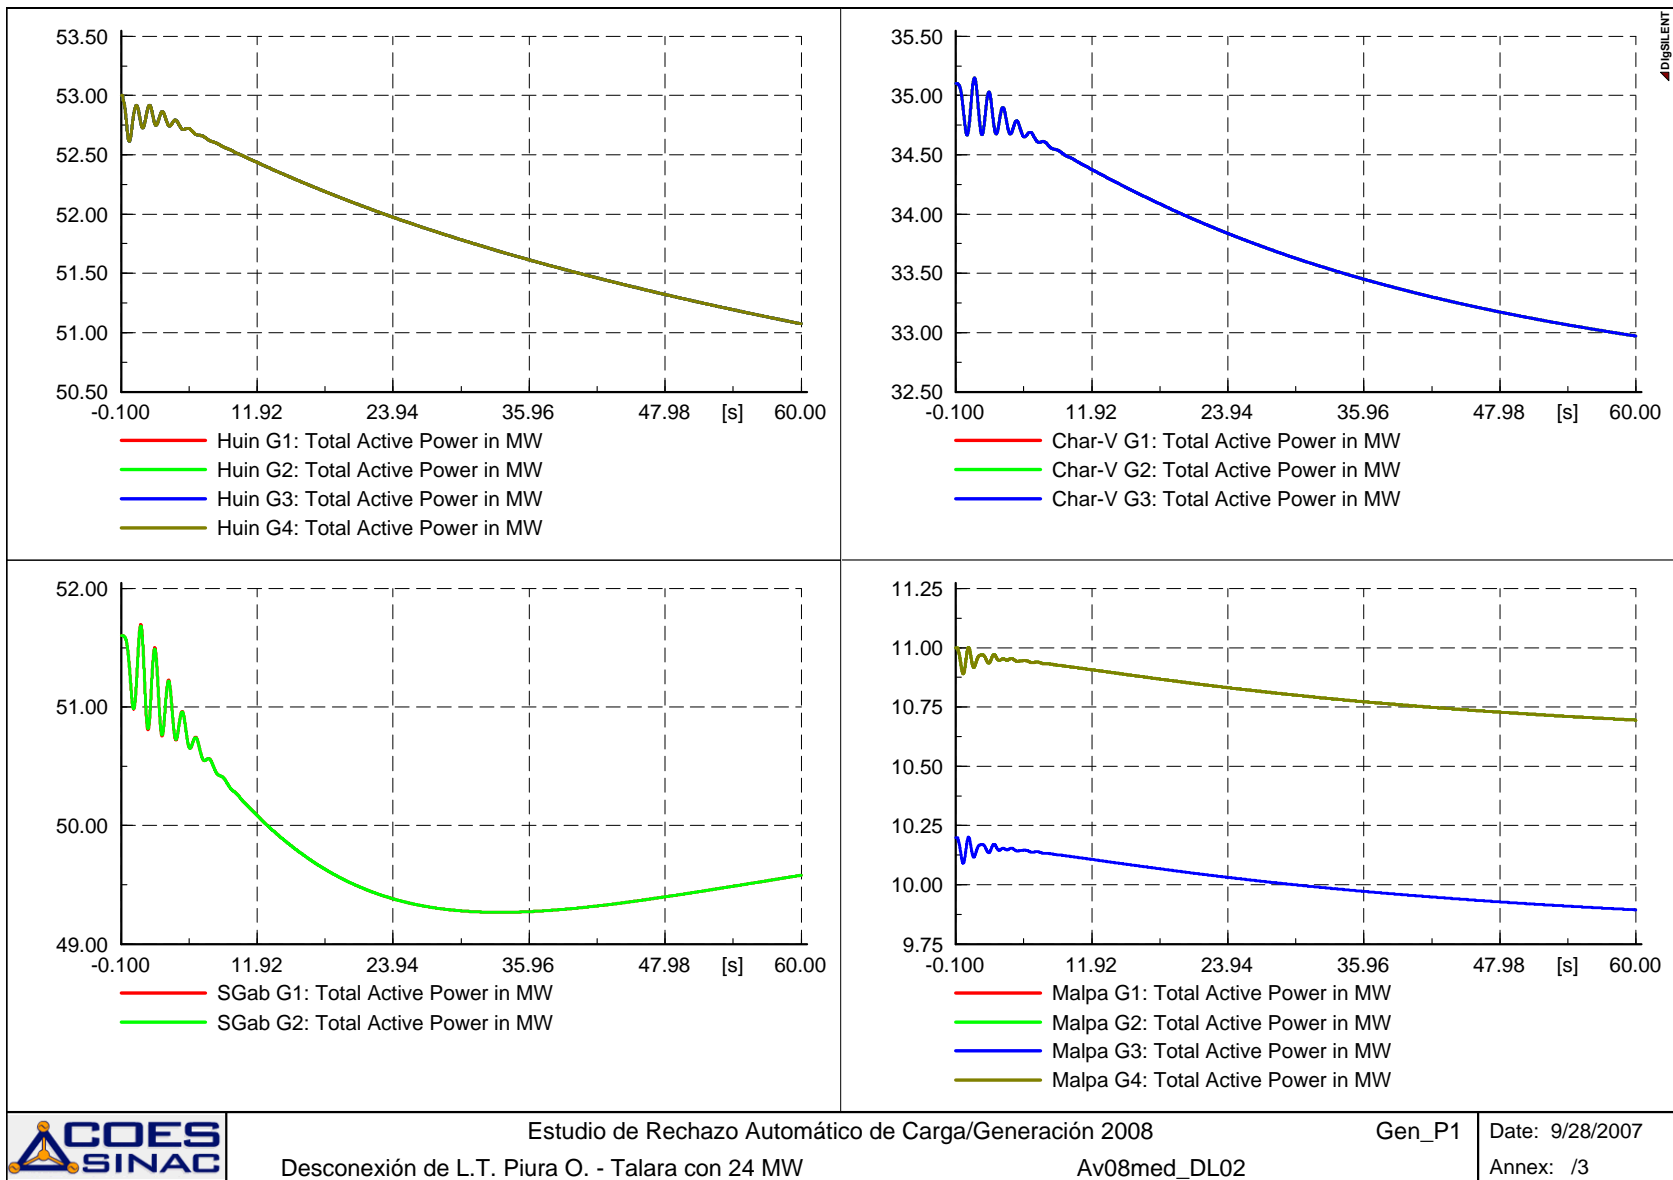 53.50
53.00
52.50
52.00
51.50
51.00
50.50
-0.100 11.92 23.94 35.96 47.98 [s] 60.00
Huin G1: Total Active Power in MW
Huin G2: Total Active Power in MW
Huin G3: Total Active Power in MW
Huin G4: Total Active Power in MW
35.50
35.00
34.50
34.00
33.50
33.00
32.50
-0.100 11.92 23.94 35.96 47.98 [s] 60.00
Char-V G1: Total Active Power in MW
Char-V G2: Total Active Power in MW
Char-V G3: Total Active Power in MW
DIgSILENT
52.00
51.00
50.00
49.00
-0.100 11.92 23.94 35.96 47.98 [s] 60.00
SGab G1: Total Active Power in MW
SGab G2: Total Active Power in MW
11.25
11.00
10.75
10.50
10.25
10.00
9.75
-0.100 11.92 23.94 35.96 47.98 [s] 60.00
Malpa G1: Total Active Power in MW
Malpa G2: Total Active Power in MW
Malpa G3: Total Active Power in MW
Malpa G4: Total Active Power in MW
COES
SINAC
Estudio de Rechazo Automático de Carga/Generación 2008 Gen_P1
Desconexión de L.T. Piura O. - Talara con 24 MW Av08med_DL02
Date: 9/28/2007
Annex: /3